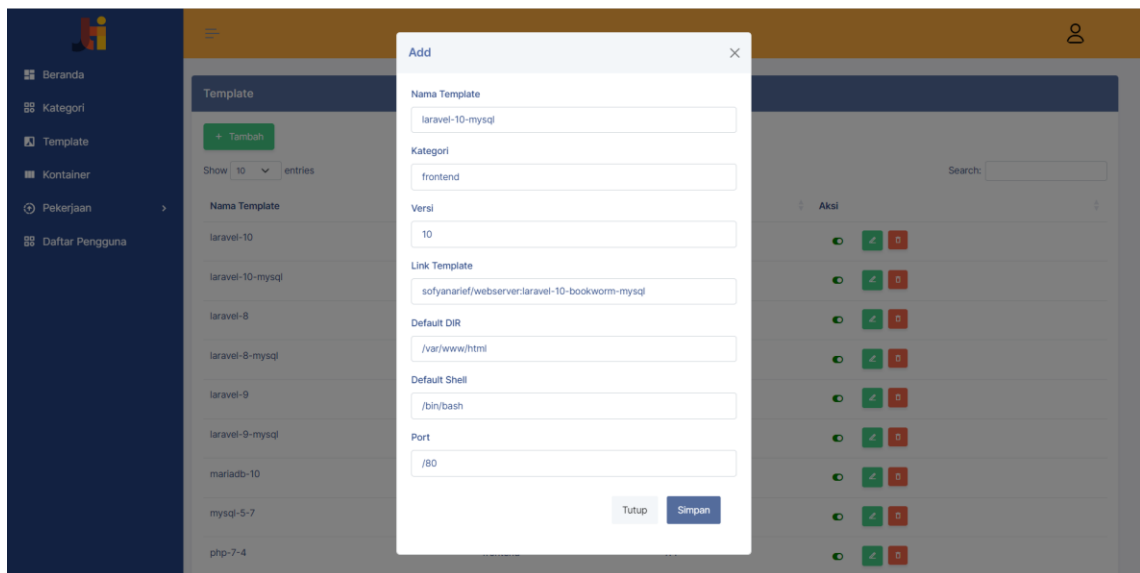 Add
Beranda
Kategori
Template
Kontainer
Pekerjaan
Daftar Pengguna
Template
+ Tambah
Show 10 entries
Search:
Nama Template
Aksi
laravel-10
laravel-10-mysql
laravel-8
laravel-8-mysql
laravel-9
laravel-9-mysql
mariadb-10
mysql-5-7
php-7-4
Nama Template
laravel-10-mysql
Kategori
frontend
Versi
10
Link Template
sofyanarief/webserver:laravel-10-bookworm-mysql
Default DIR
/var/www/html
Default Shell
/bin/bash
Port
/80
Tutup
Simpan